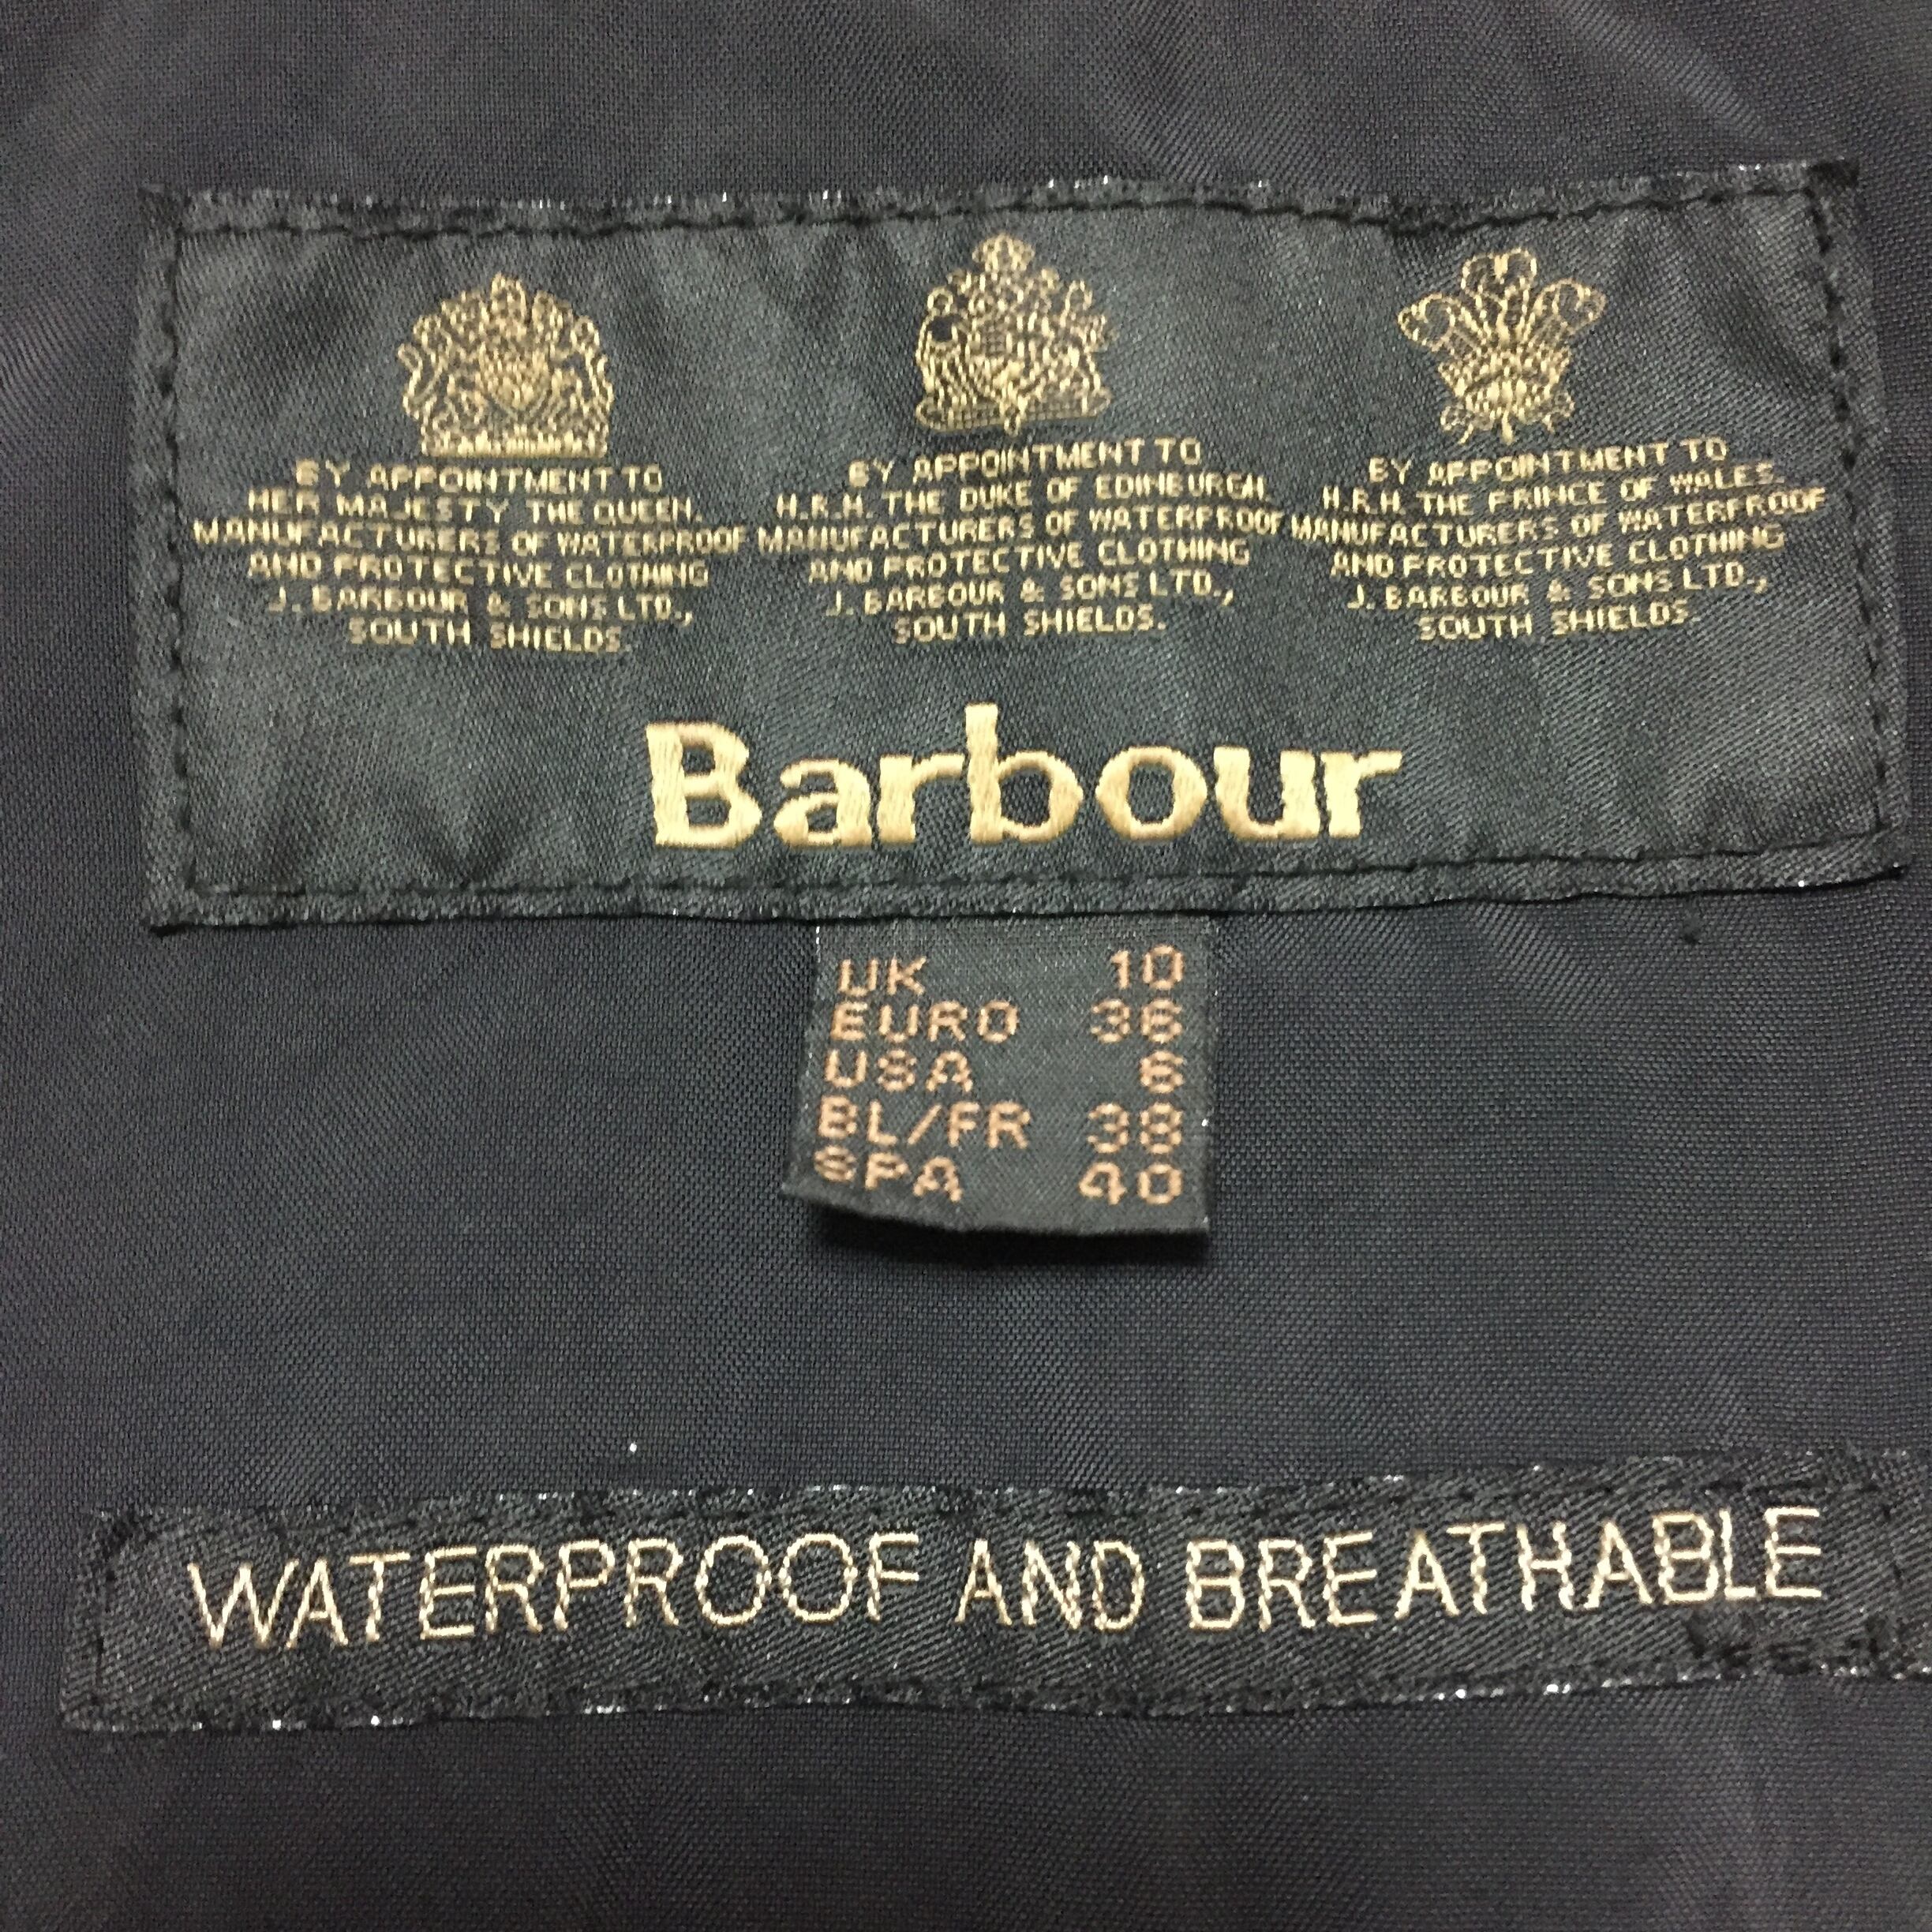 BY APPOINTMENT TO
HER MAJESTY THE QUEEN
MANUFACTURERS OF WATERPROOF
AND PROTECTIVE CLOTHING
J. BARBOUR & SONS LTD.,
SOUTH SHIELDS.
BY APPOINTMENT TO
H.R.H. THE DUKE OF EDINBURGH
MANUFACTURERS OF WATERPROOF
AND PROTECTIVE CLOTHING
J. BARBOUR & SONS LTD.,
SOUTH SHIELDS.
BY APPOINTMENT TO
H.R.H. THE PRINCE OF WALES
MANUFACTURERS OF WATERPROOF
AND PROTECTIVE CLOTHING
J. BARBOUR & SONS LTD.,
SOUTH SHIELDS.
Barbour
UK 10
EURO 36
USA 6
BL/FR 38
SPA 40
WATERPROOF AND BREATHABLE